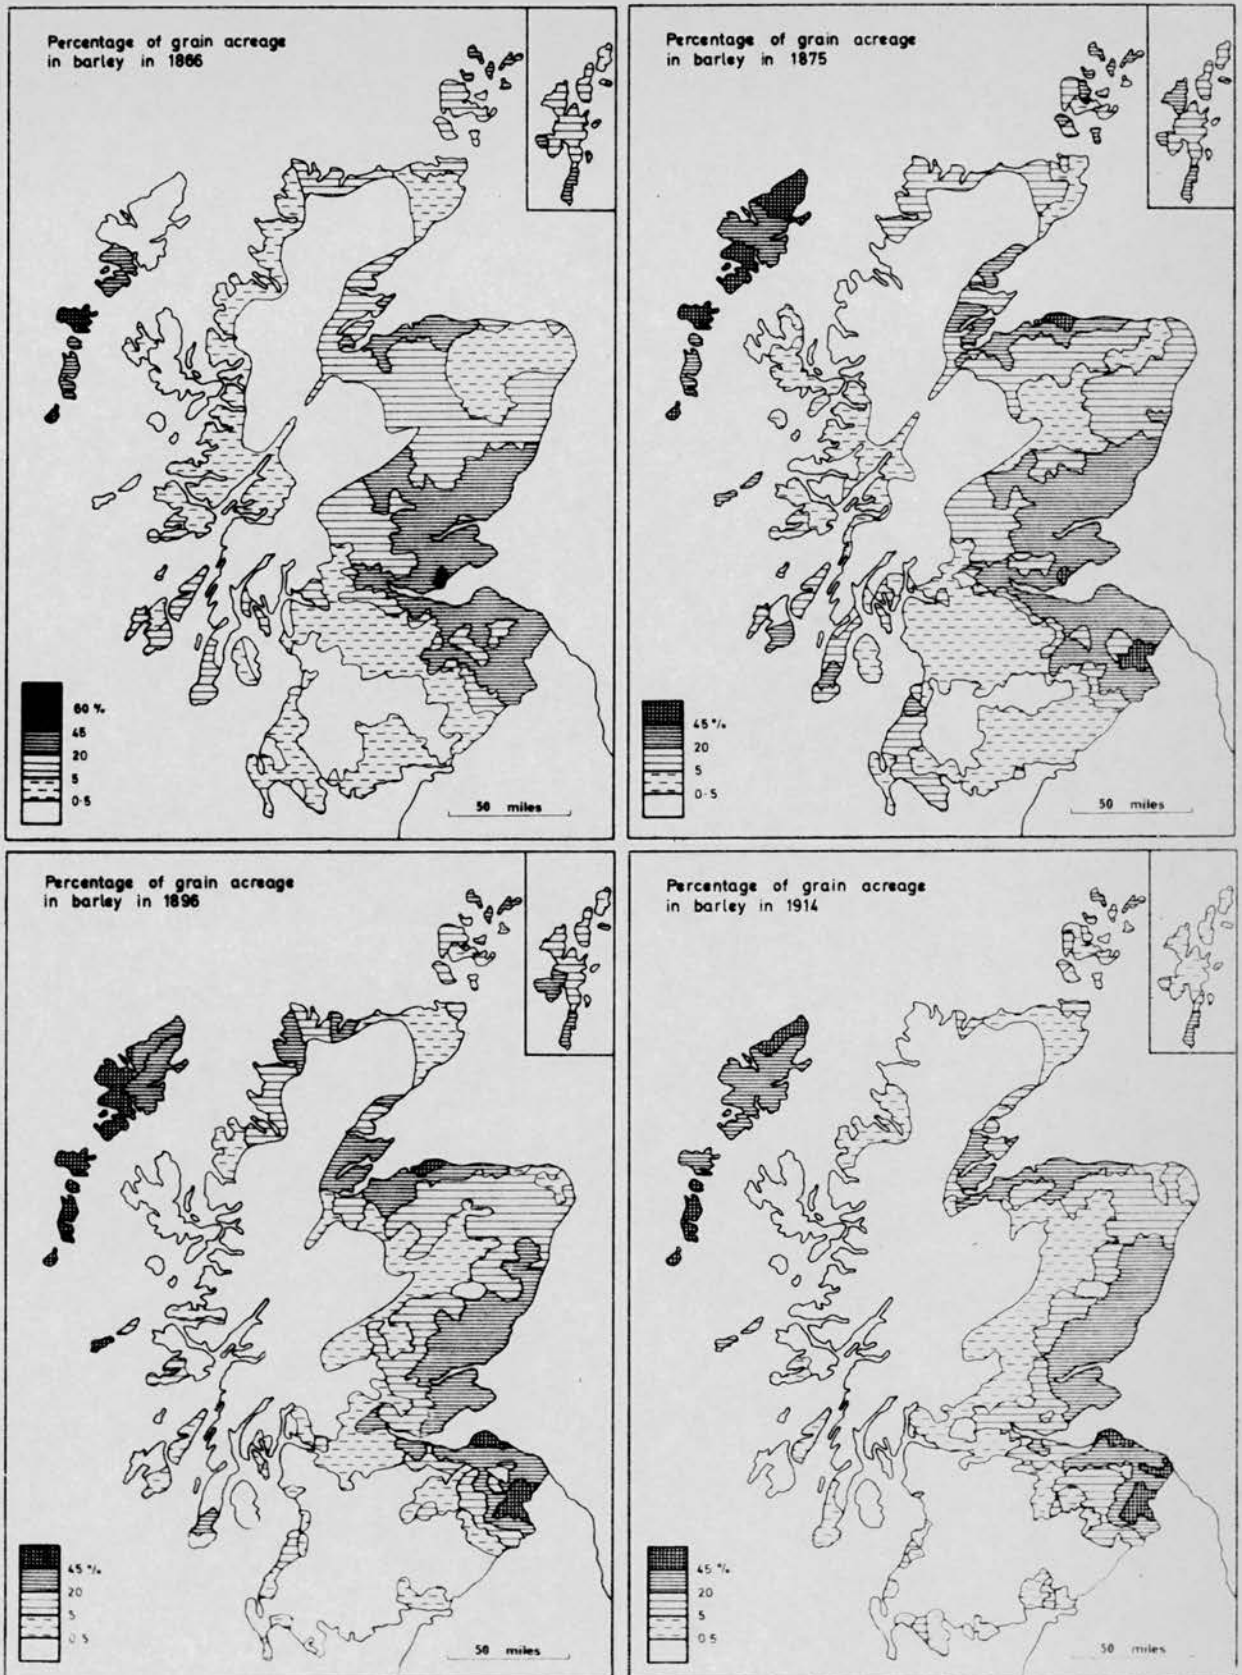 Percentage of grain acreage
in barley in 1866
60 %
45
20
5
0·5
50 miles
Percentage of grain acreage
in barley in 1875
45 %
20
5
0·5
50 miles
Percentage of grain acreage
in barley in 1896
45 %
20
5
0·5
50 miles
Percentage of grain acreage
in barley in 1914
45 %
20
5
0·5
50 miles